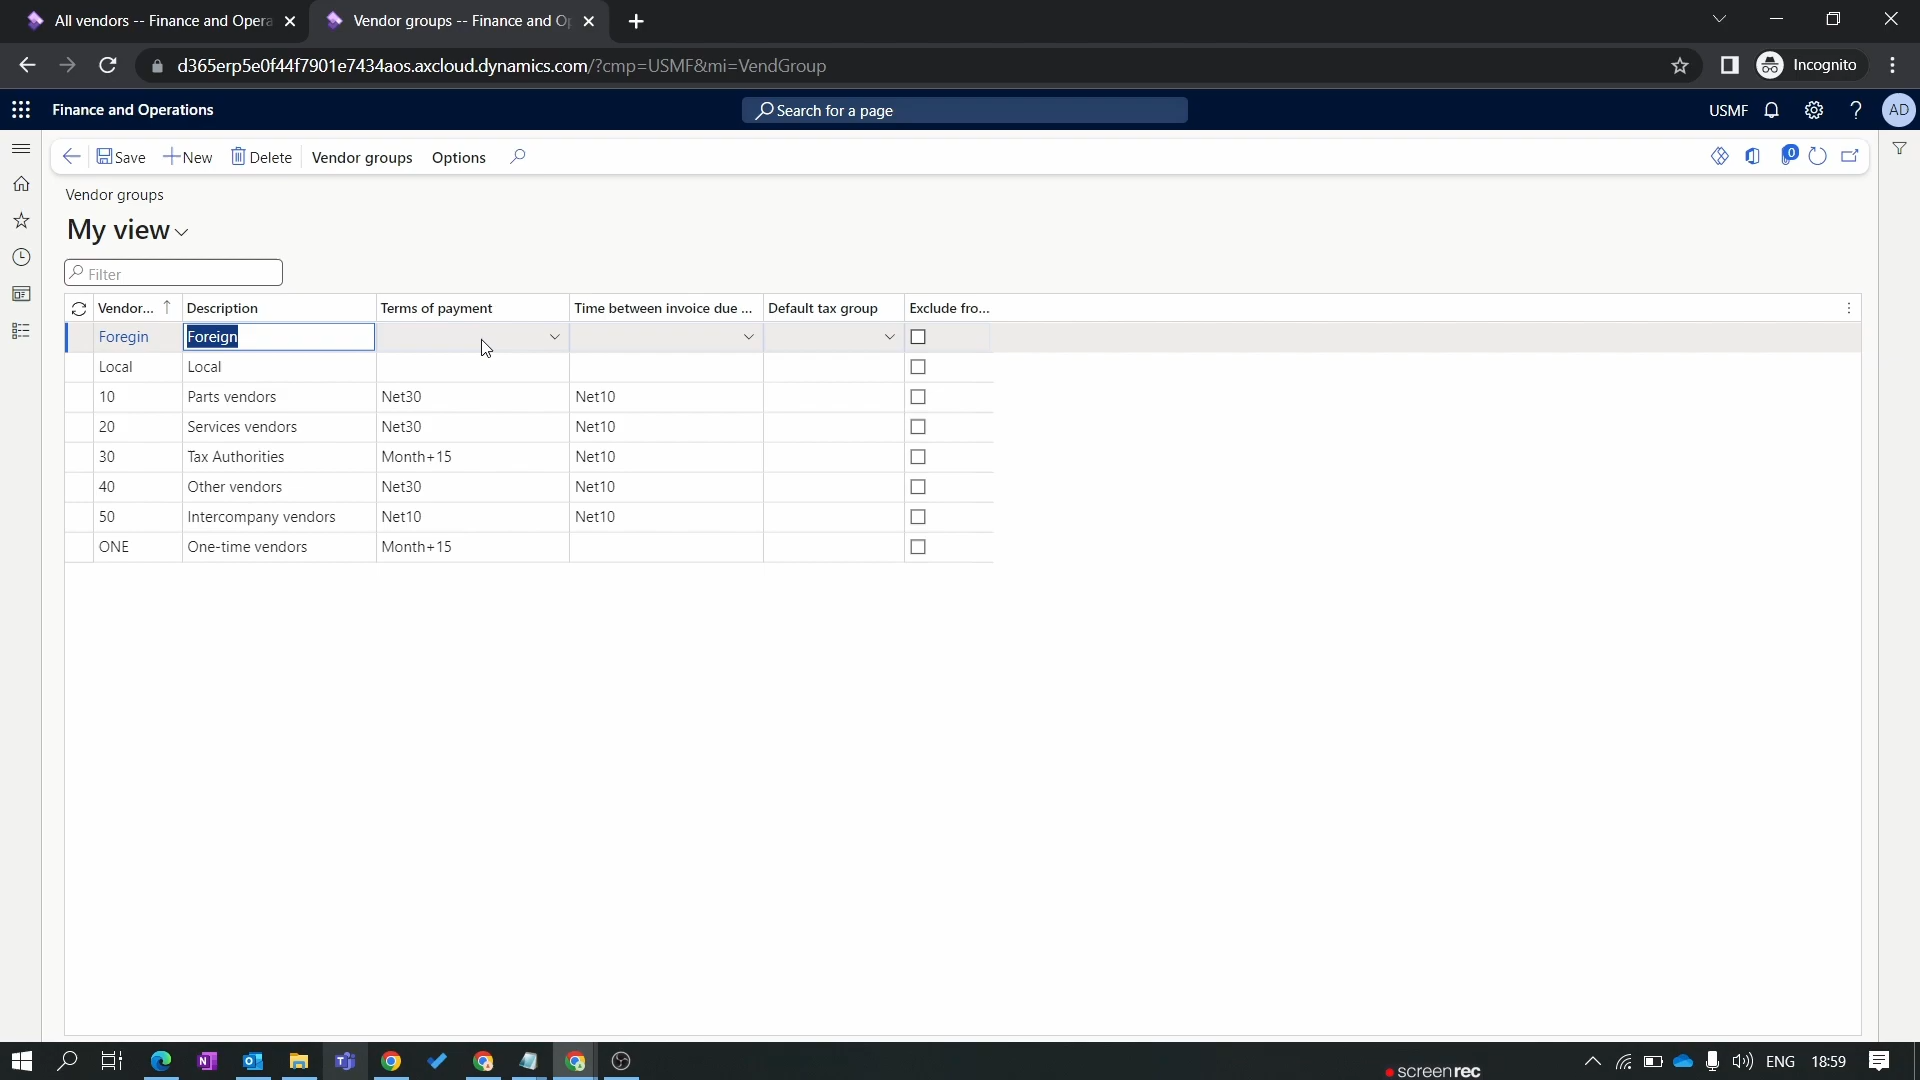 All vendors -- Finance and Opera
Vendor groups -- Finance and Op
d365erp5e0f44f7901e7434aos.axcloud.dynamics.com/?cmp=USMF&mi=VendGroup
Incognito
Finance and Operations
Search for a page
USMF
? AD
Save New Delete Vendor groups Options
0
Vendor groups
My view
Filter
Vendor... ↑ Description Terms of payment Time between invoice due ... Default tax group Exclude fro...
Foregin Foreign
Local Local
10 Parts vendors Net30 Net10
20 Services vendors Net30 Net10
30 Tax Authorities Month+15 Net10
40 Other vendors Net30 Net10
50 Intercompany vendors Net10 Net10
ONE One-time vendors Month+15
screenrec
ENG 18:59